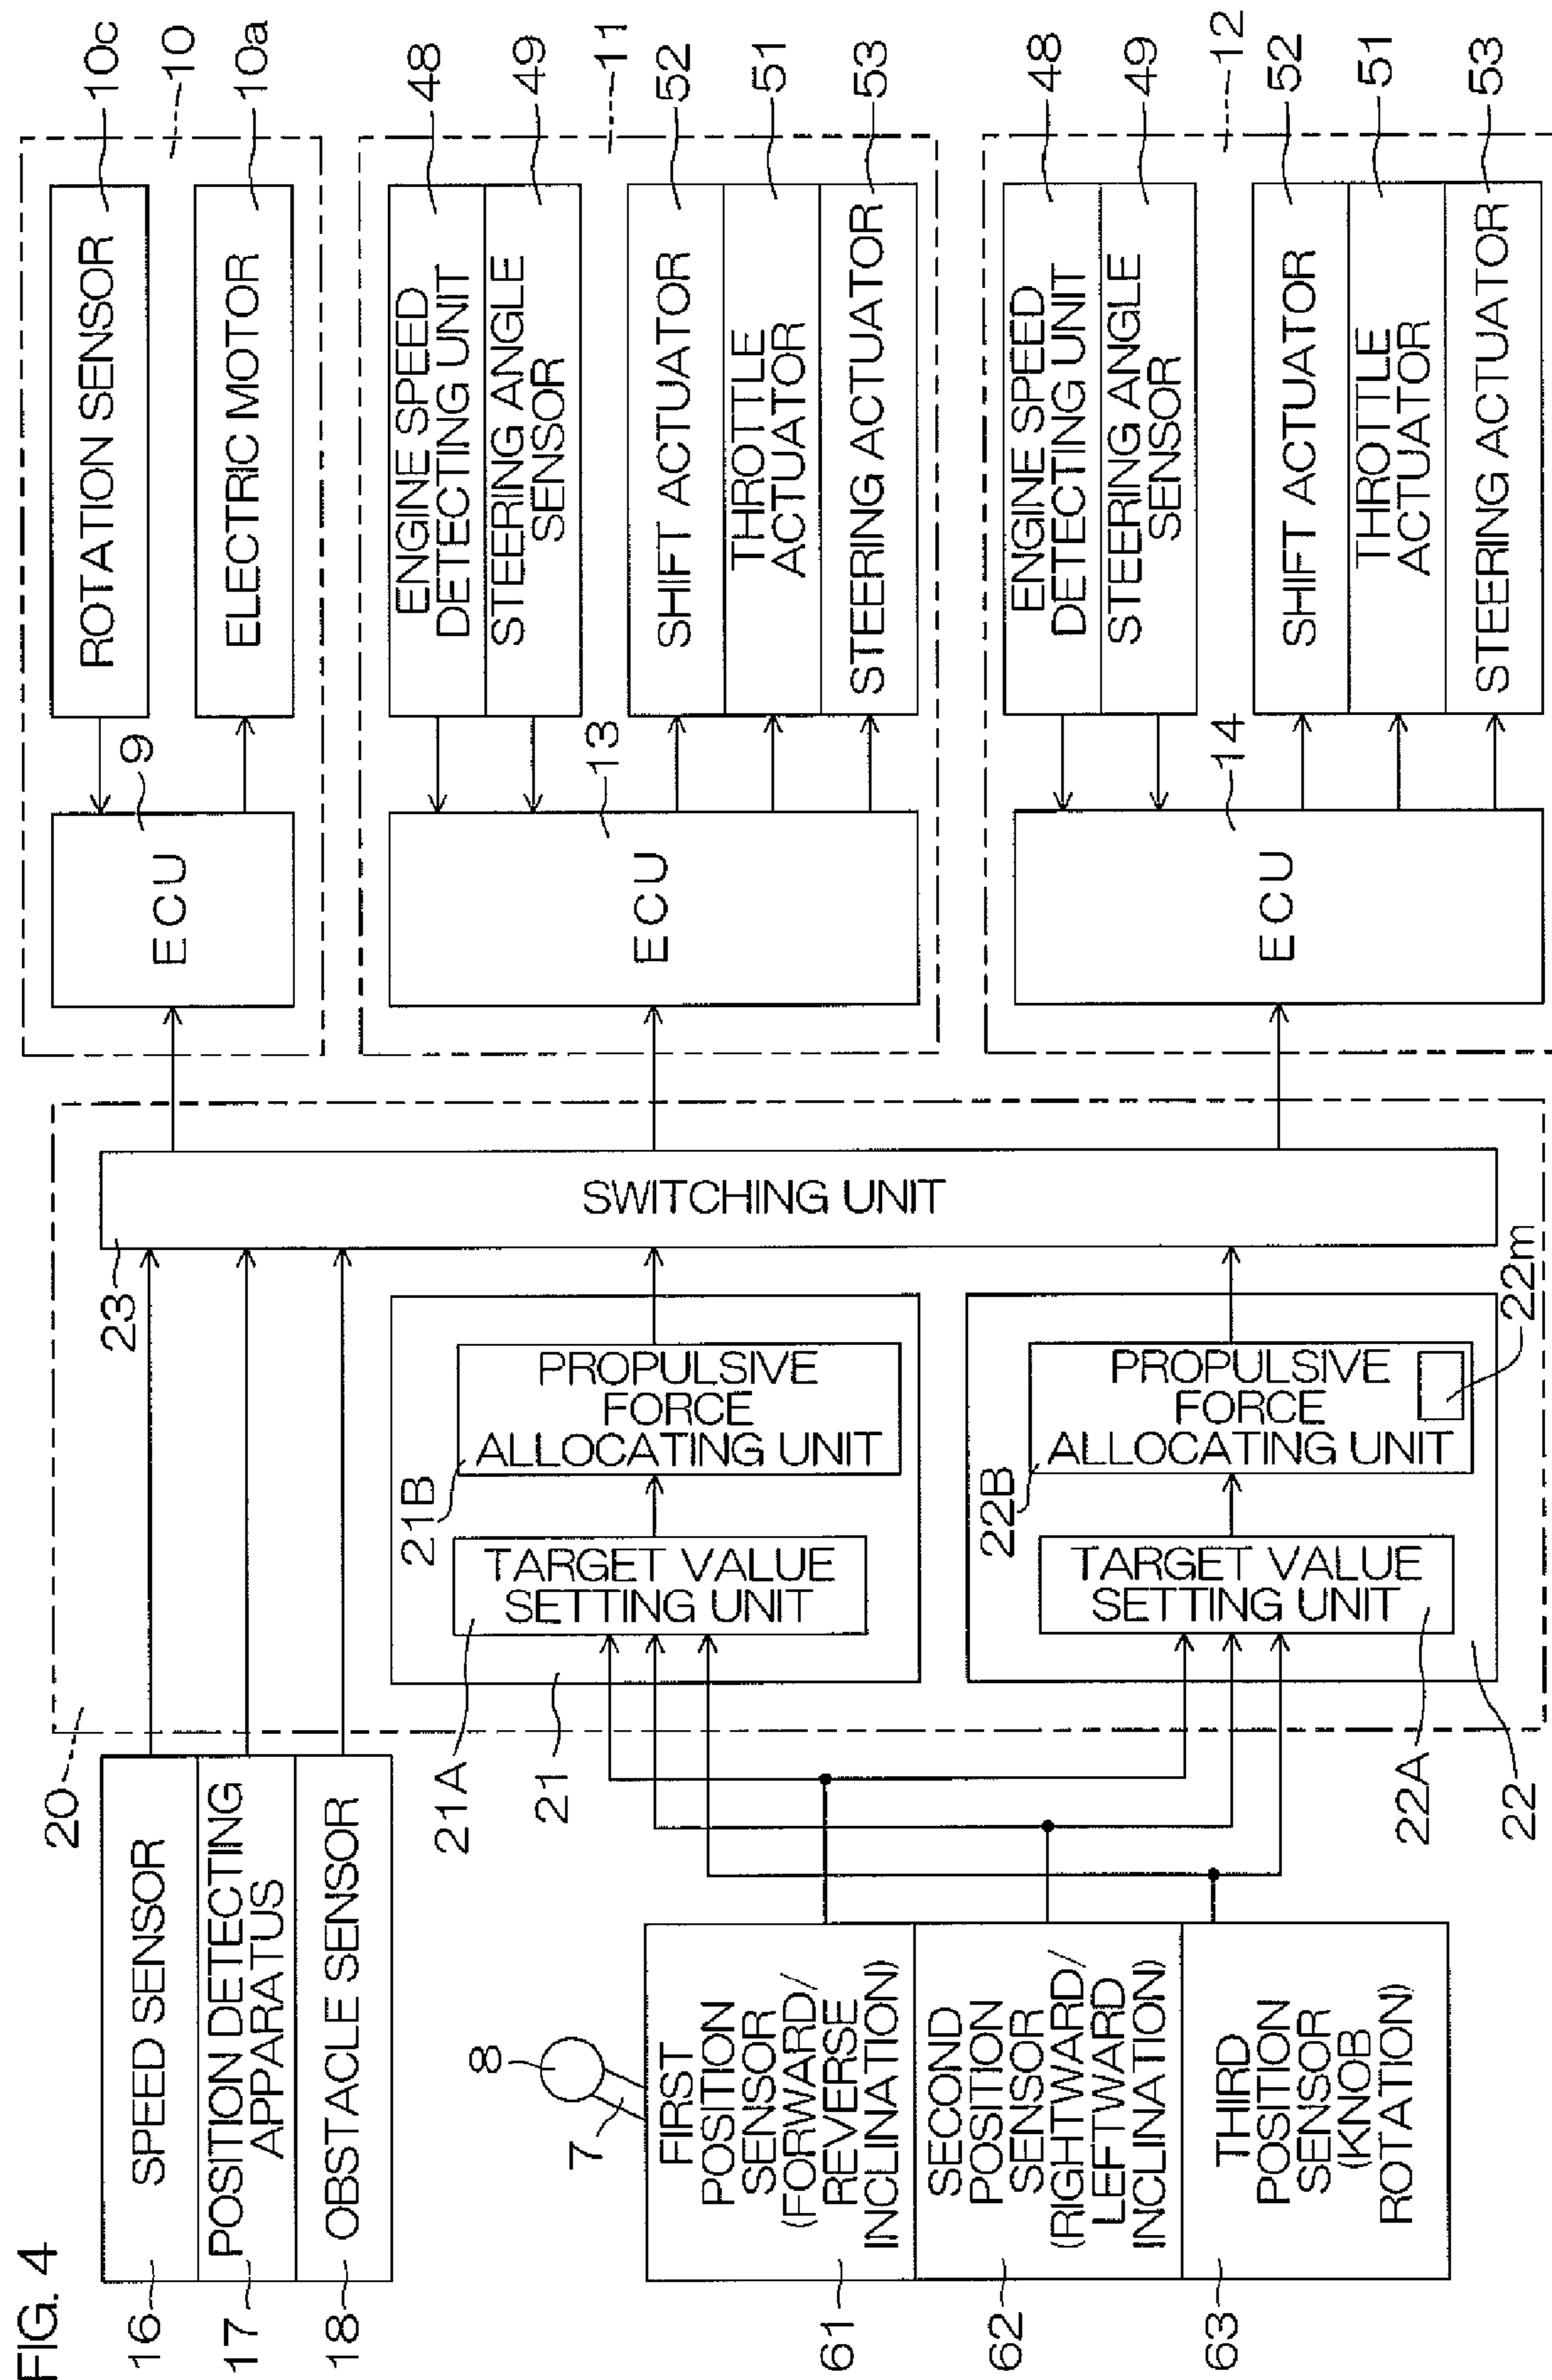 FIG. 4
16
SPEED SENSOR
17
POSITION DETECTING
APPARATUS
18
OBSTACLE SENSOR
20
8
7
61
FIRST
POSITION
SENSOR
(FORWARD/
REVERSE
INCLINATION)
62
SECOND
POSITION
SENSOR
(RIGHTWARD/
LEFTWARD
INCLINATION)
63
THIRD
POSITION
SENSOR
(KNOB
ROTATION)
21A
21
TARGET VALUE
SETTING UNIT
21B
PROPULSIVE
FORCE
ALLOCATING UNIT
22A
22
TARGET VALUE
SETTING UNIT
22B
PROPULSIVE
FORCE
ALLOCATING UNIT
22m
23
SWITCHING UNIT
9
ECU
ROTATION SENSOR
10c
10
ELECTRIC MOTOR
10a
13
ECU
ENGINE SPEED
DETECTING UNIT
48
STEERING ANGLE
SENSOR
49
11
SHIFT ACTUATOR
52
THROTTLE
ACTUATOR
51
STEERING ACTUATOR
53
14
ECU
ENGINE SPEED
DETECTING UNIT
48
STEERING ANGLE
SENSOR
49
12
SHIFT ACTUATOR
52
THROTTLE
ACTUATOR
51
STEERING ACTUATOR
53